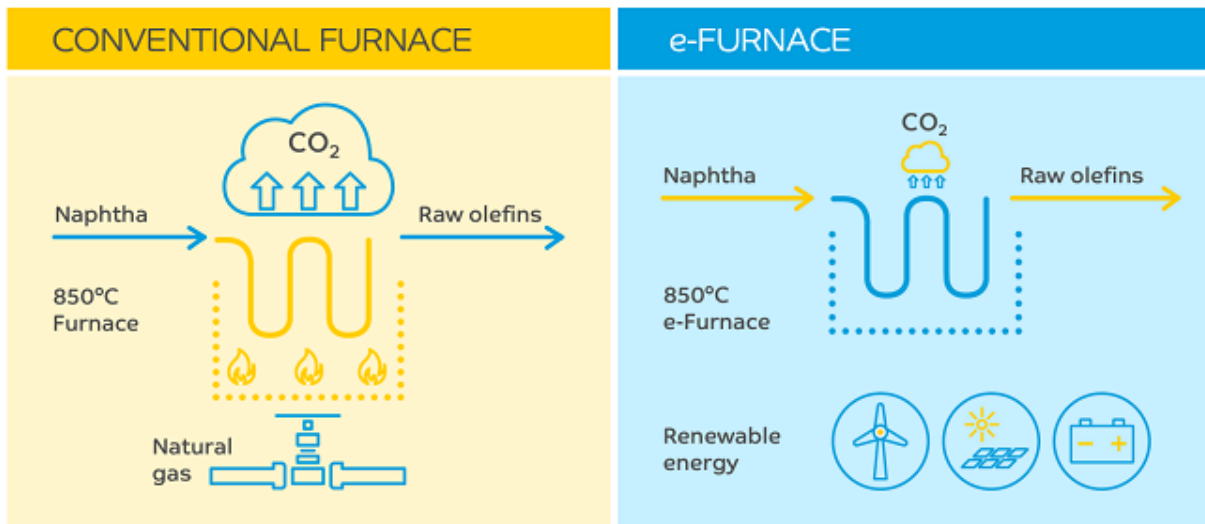 CONVENTIONAL FURNACE
CO₂
Naphtha
Raw olefins
850°C
Furnace
Natural
gas
e-FURNACE
CO₂
Naphtha
Raw olefins
850°C
e-Furnace
Renewable
energy